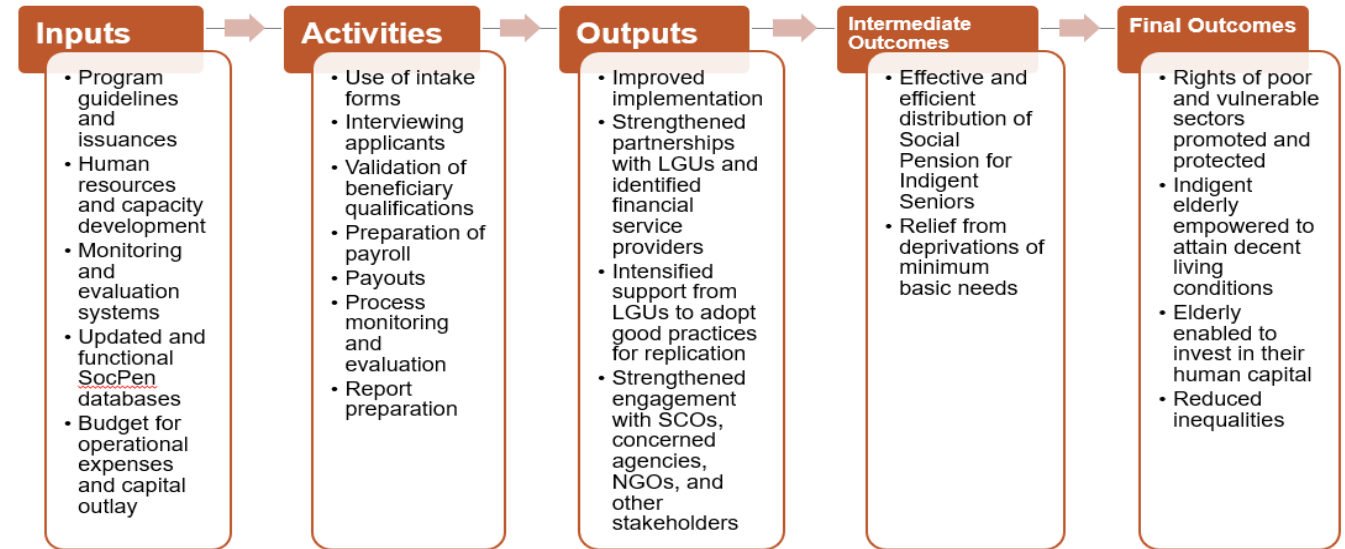 Inputs
• Program
guidelines
and
issuances
• Human
resources
and capacity
development
• Monitoring
and
evaluation
systems
• Updated and
functional
SocPen
databases
• Budget for
operational
expenses
and capital
outlay
Activities
• Use of intake
forms
• Interviewing
applicants
• Validation of
beneficiary
qualifications
• Preparation of
payroll
• Payouts
• Process
monitoring
and
evaluation
• Report
preparation
Outputs
• Improved
implementation
• Strengthened
partnerships
with LGUs and
identified
financial
service
providers
• Intensified
support from
LGUs to adopt
good practices
for replication
• Strengthened
engagement
with SCOs,
concerned
agencies,
NGOs, and
other
stakeholders
Intermediate
Outcomes
• Effective and
efficient
distribution of
Social
Pension for
Indigent
Seniors
• Relief from
deprivations of
minimum
basic needs
Final Outcomes
• Rights of poor
and vulnerable
sectors
promoted and
protected
• Indigent
elderly
empowered to
attain decent
living
conditions
• Elderly
enabled to
invest in their
human capital
• Reduced
inequalities